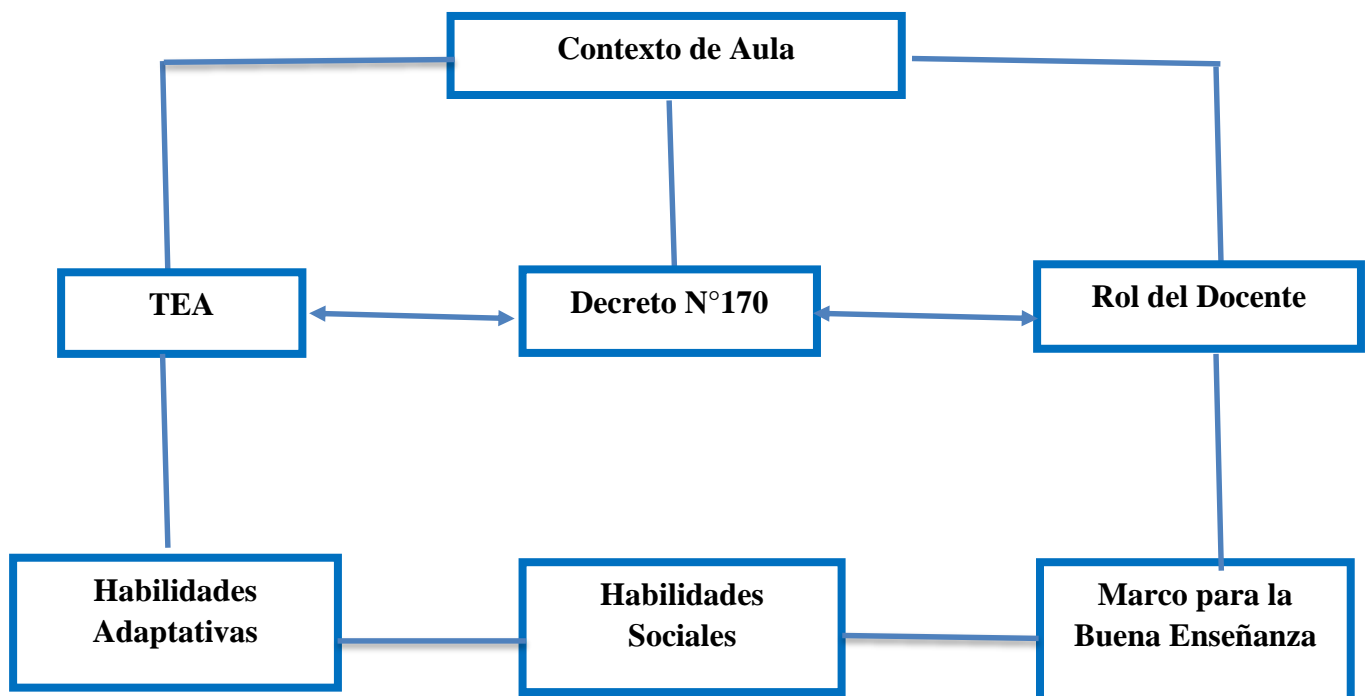 Contexto de Aula
TEA
Decreto N°170
Rol del Docente
Habilidades
Adaptativas
Habilidades
Sociales
Marco para la
Buena Enseñanza